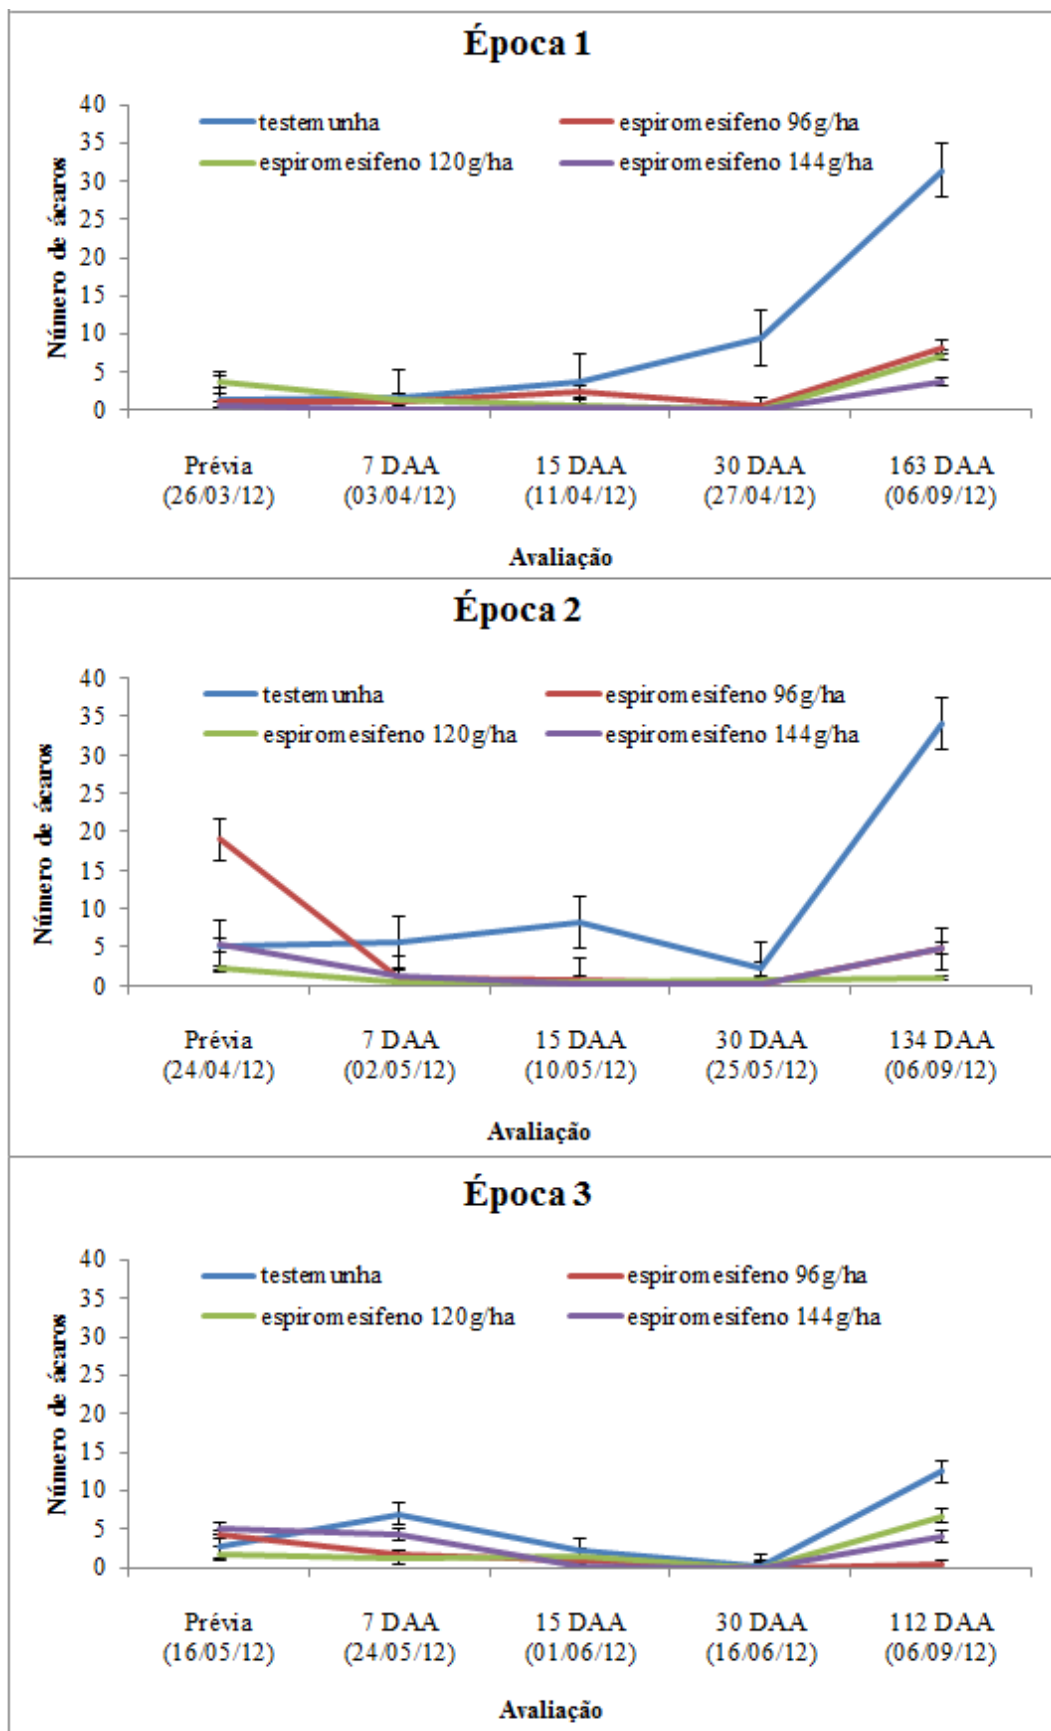 Época 1
Número de ácaros
40
35
30
25
20
15
10
5
0
testemunha
espiromesifeno 96g/ha
espiromesifeno 120g/ha
espiromesifeno 144g/ha
Prévia 7 DAA 15 DAA 30 DAA 163 DAA
(26/03/12) (03/04/12) (11/04/12) (27/04/12) (06/09/12)
Avaliação
Época 2
Número de ácaros
40
35
30
25
20
15
10
5
0
testemunha
espiromesifeno 96g/ha
espiromesifeno 120g/ha
espiromesifeno 144g/ha
Prévia 7 DAA 15 DAA 30 DAA 134 DAA
(24/04/12) (02/05/12) (10/05/12) (25/05/12) (06/09/12)
Avaliação
Época 3
Número de ácaros
40
35
30
25
20
15
10
5
0
testemunha
espiromesifeno 96g/ha
espiromesifeno 120g/ha
espiromesifeno 144g/ha
Prévia 7 DAA 15 DAA 30 DAA 112 DAA
(16/05/12) (24/05/12) (01/06/12) (16/06/12) (06/09/12)
Avaliação